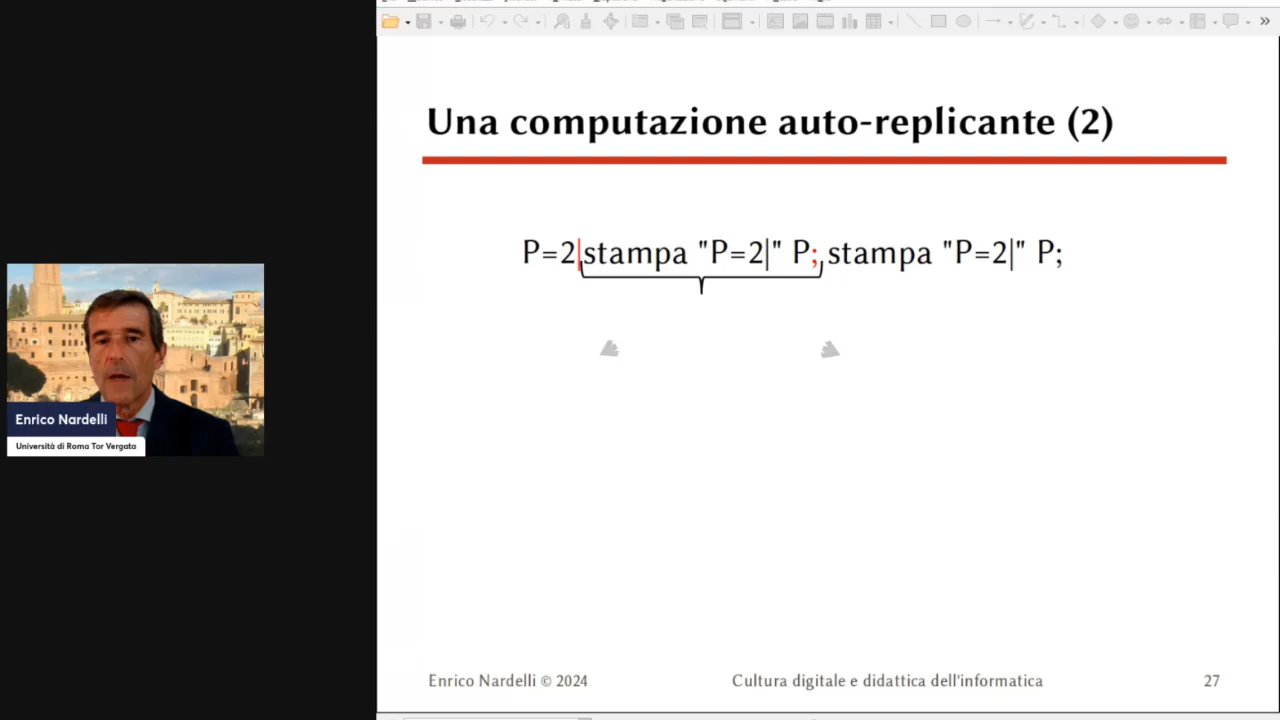 Una computazione auto-replicante (2)
P=2|stampa "P=2|" P; stampa "P=2|" P;
Enrico Nardelli
Università di Roma Tor Vergata
Enrico Nardelli © 2024
Cultura digitale e didattica dell'informatica
27